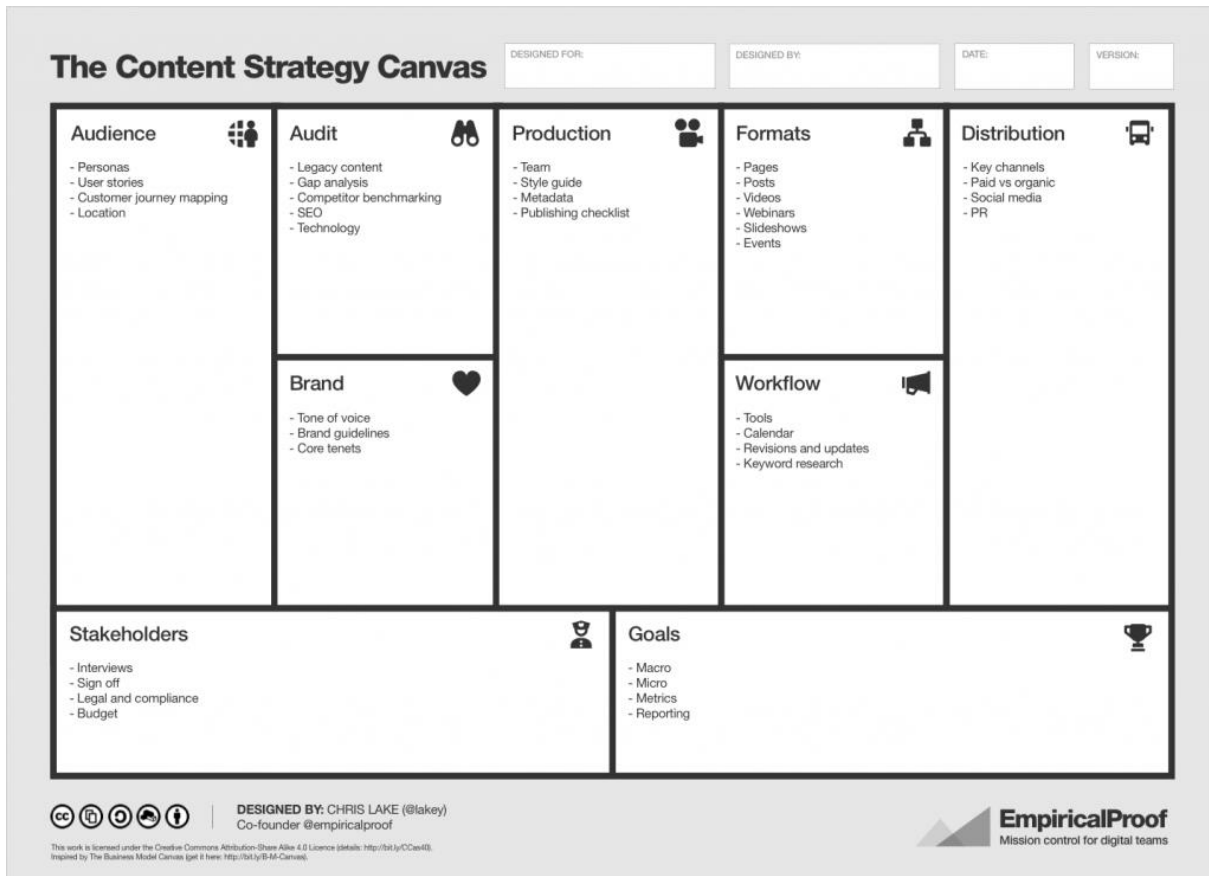 The Content Strategy Canvas
DESIGNED FOR:
DESIGNED BY:
DATE:
VERSION:
Audience
- Personas
- User stories
- Customer journey mapping
- Location
Audit
- Legacy content
- Gap analysis
- Competitor benchmarking
- SEO
- Technology
Brand
- Tone of voice
- Brand guidelines
- Core tenets
Production
- Team
- Style guide
- Metadata
- Publishing checklist
Formats
- Pages
- Posts
- Videos
- Webinars
- Slideshows
- Events
Workflow
- Tools
- Calendar
- Revisions and updates
- Keyword research
Distribution
- Key channels
- Paid vs organic
- Social media
- PR
Stakeholders
- Interviews
- Sign off
- Legal and compliance
- Budget
Goals
- Macro
- Micro
- Metrics
- Reporting
cc
DESIGNED BY: CHRIS LAKE (@lakey)
Co-founder @empiricalproof
This work is licensed under the Creative Commons Attribution-Share Alike 4.0 Licence (details: http://bit.ly/CCas40).
Inspired by The Business Model Canvas (get it here: http://bit.ly/B-M-Canvas).
EmpiricalProof
Mission control for digital teams